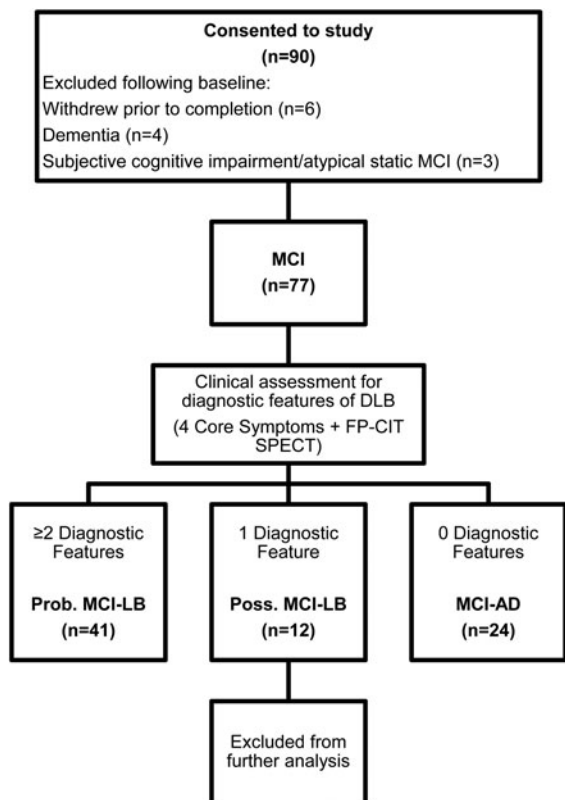 Consented to study
(n=90)
Excluded following baseline:
Withdrew prior to completion (n=6)
Dementia (n=4)
Subjective cognitive impairment/atypical static MCI (n=3)
MCI
(n=77)
Clinical assessment for
diagnostic features of DLB
(4 Core Symptoms + FP-CIT
SPECT)
≥2 Diagnostic
Features
Prob. MCI-LB
(n=41)
1 Diagnostic
Feature
Poss. MCI-LB
(n=12)
0 Diagnostic
Features
MCI-AD
(n=24)
Excluded from
further analysis